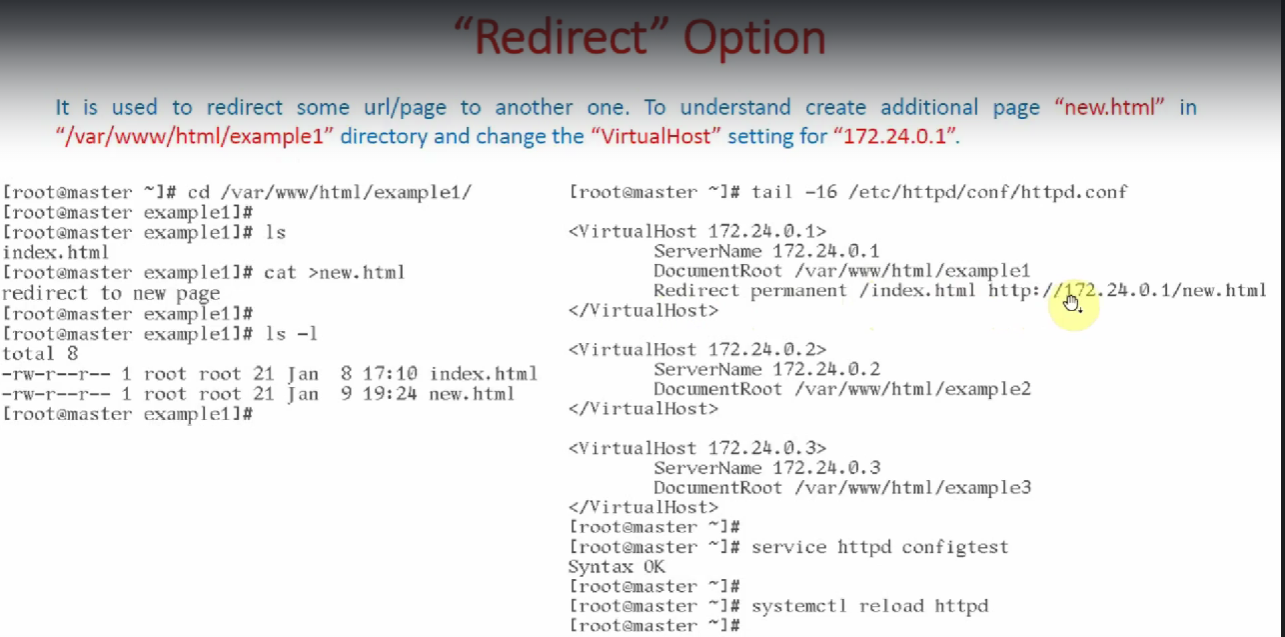 “Redirect” Option
It is used to redirect some url/page to another one. To understand create additional page “new.html” in
“/var/www/html/example1” directory and change the “VirtualHost” setting for “172.24.0.1”.
[root@master ~]# cd /var/www/html/example1/
[root@master example1]#
[root@master example1]# ls
index.html
[root@master example1]# cat >new.html
redirect to new page
[root@master example1]#
[root@master example1]# ls -l
total 8
-rw-r--r-- 1 root root 21 Jan  8 17:10 index.html
-rw-r--r-- 1 root root 21 Jan  9 19:24 new.html
[root@master example1]#
[root@master ~]# tail -16 /etc/httpd/conf/httpd.conf
<VirtualHost 172.24.0.1>
ServerName 172.24.0.1
DocumentRoot /var/www/html/example1
Redirect permanent /index.html http://172.24.0.1/new.html
</VirtualHost>
<VirtualHost 172.24.0.2>
ServerName 172.24.0.2
DocumentRoot /var/www/html/example2
</VirtualHost>
<VirtualHost 172.24.0.3>
ServerName 172.24.0.3
DocumentRoot /var/www/html/example3
</VirtualHost>
[root@master ~]#
[root@master ~]# service httpd configtest
Syntax OK
[root@master ~]#
[root@master ~]# systemctl reload httpd
[root@master ~]#